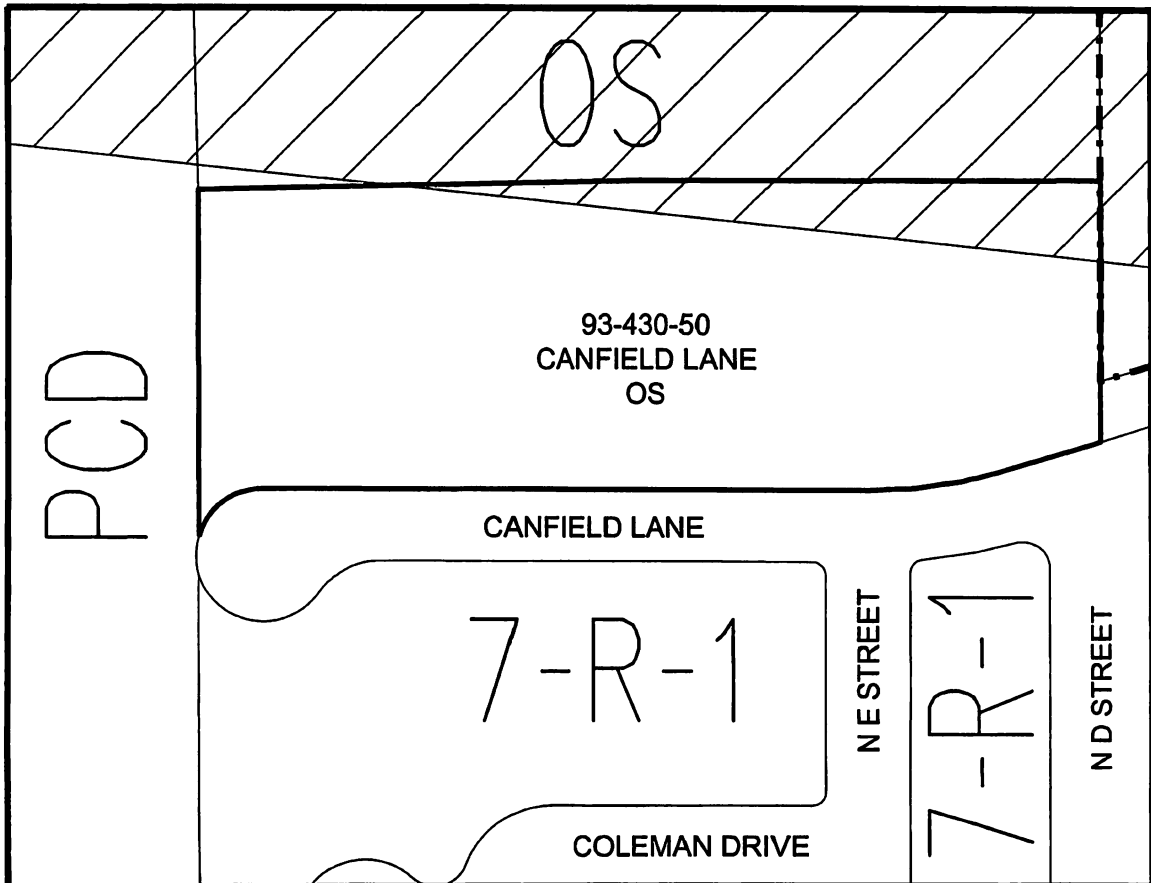 OS
93-430-50
CANFIELD LANE
OS
PCD
CANFIELD LANE
7-R-1
N E STREET
7-R-1
N D STREET
COLEMAN DRIVE